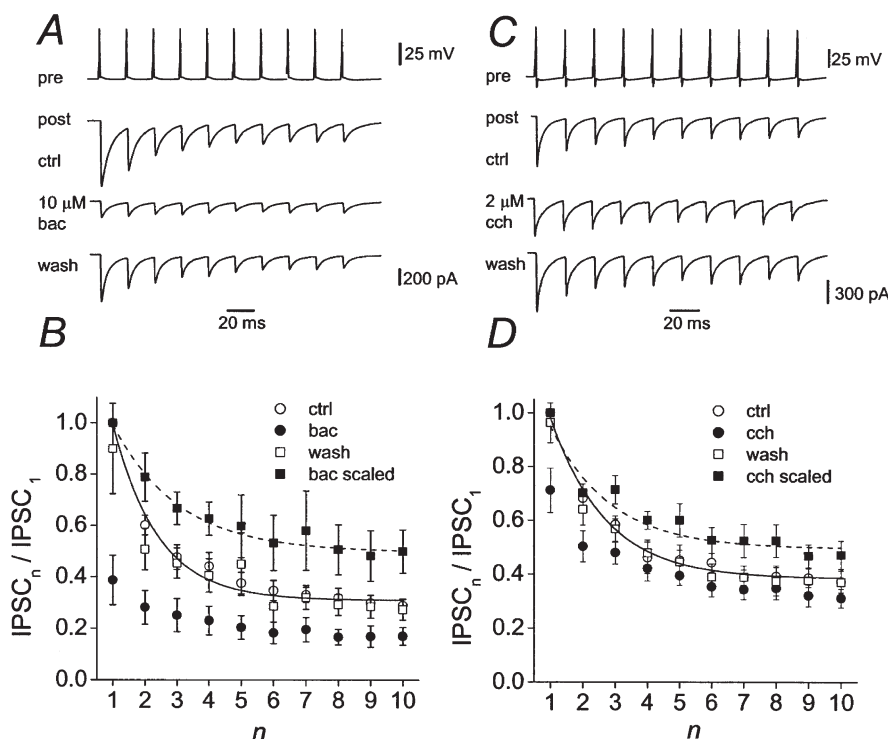 A
pre
25 mV
post
ctrl
10 µM
bac
wash
200 pA
20 ms
C
pre
25 mV
post
ctrl
2 µM
cch
wash
300 pA
20 ms
B
IPSCn / IPSC1
1.0
0.8
0.6
0.4
0.2
0.0
ctrl
bac
wash
bac scaled
1 2 3 4 5 6 7 8 9 10
n
D
IPSCn / IPSC1
1.0
0.8
0.6
0.4
0.2
0.0
ctrl
cch
wash
cch scaled
1 2 3 4 5 6 7 8 9 10
n